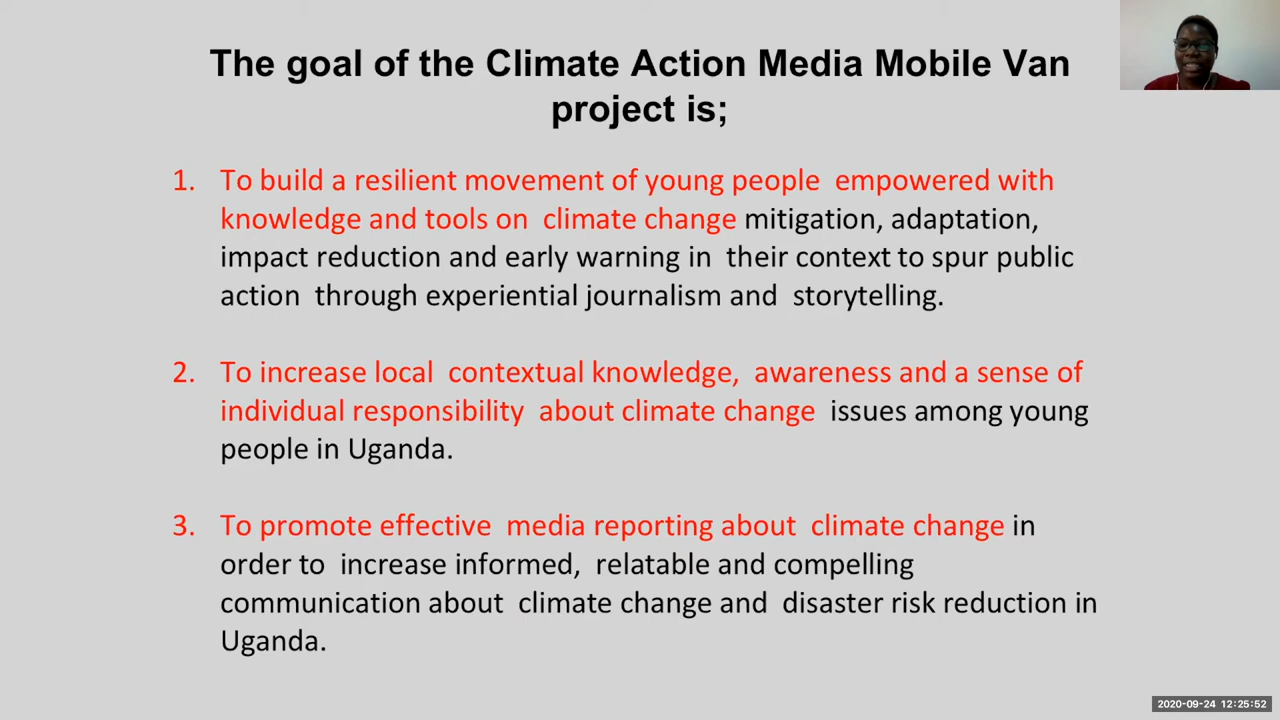 The goal of the Climate Action Media Mobile Van
project is;
1. To build a resilient movement of young people empowered with
knowledge and tools on climate change mitigation, adaptation,
impact reduction and early warning in their context to spur public
action through experiential journalism and storytelling.
2. To increase local contextual knowledge, awareness and a sense of
individual responsibility about climate change issues among young
people in Uganda.
3. To promote effective media reporting about climate change in
order to increase informed, relatable and compelling
communication about climate change and disaster risk reduction in
Uganda.
2020-09-24 12:25:52